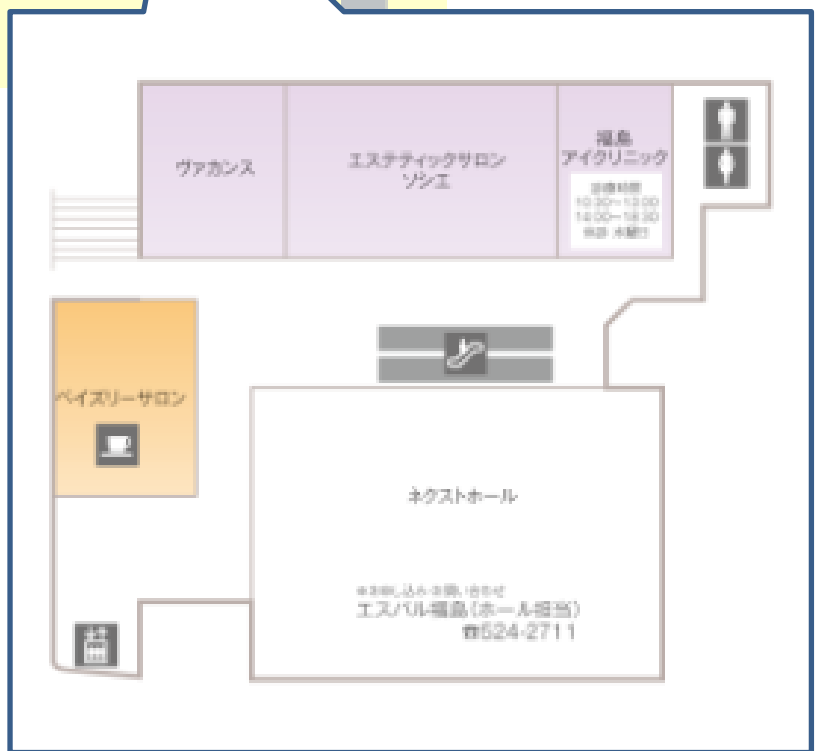 ヴァカンス
エステティックサロン
ソシエ
福島
アイクリニック
診療時間
10:30~13:00
休診 水曜日
ペイズリーサロン
ネクストホール
※お申し込み・お問い合わせ
エスパル福島(ホール担当)
☎524-2711